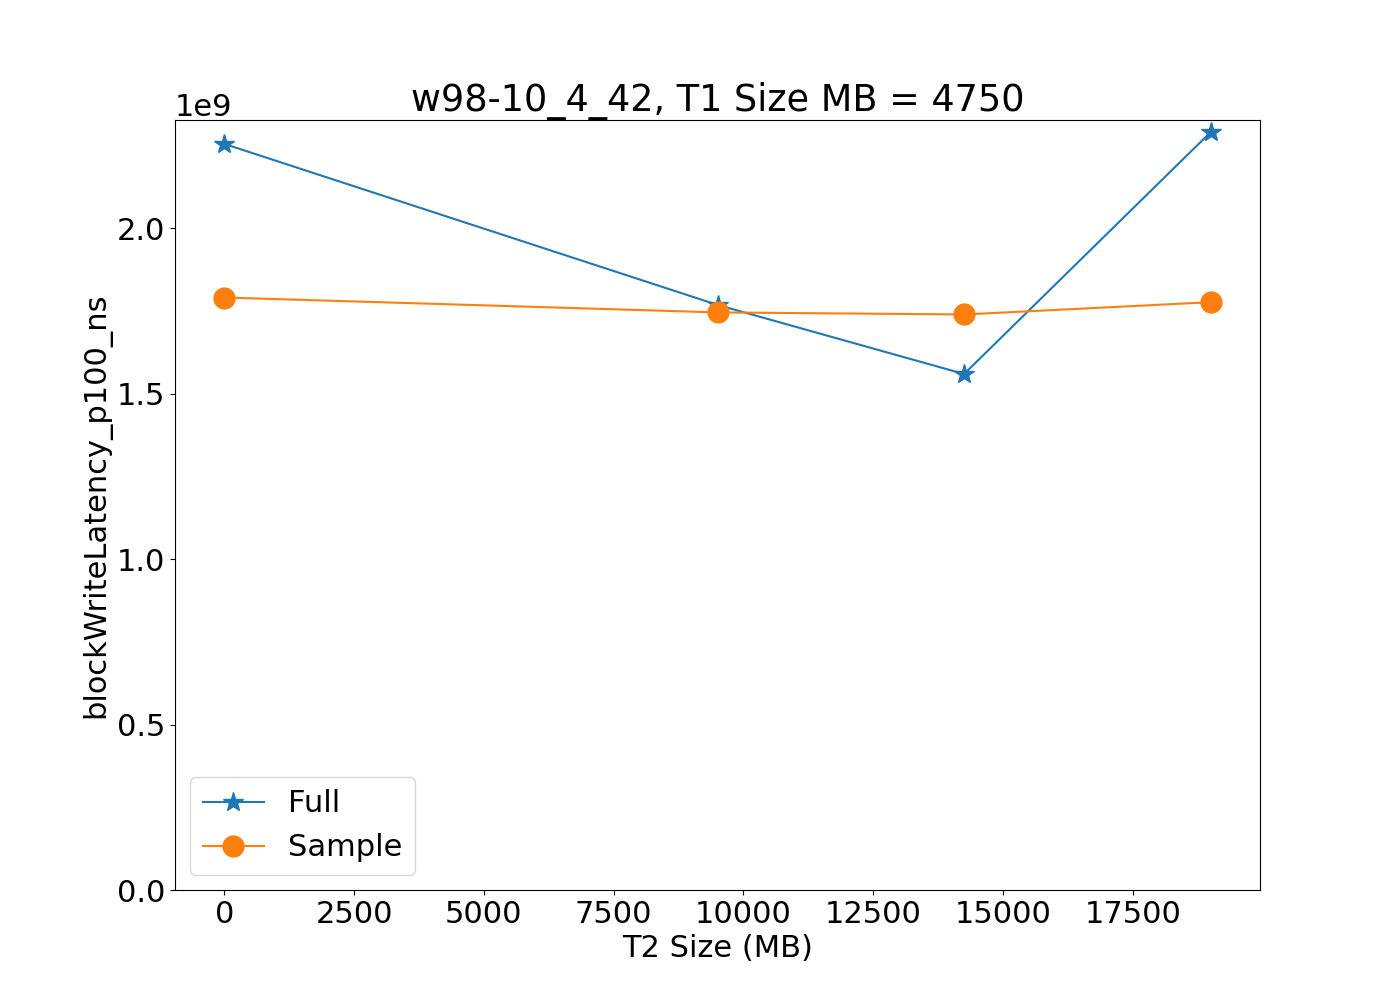 w98-10_4_42, T1 Size MB = 4750
1e9
blockWriteLatency_p100_ns
2.0
1.5
1.0
0.5
0.0
Full
Sample
0 2500 5000 7500 10000 12500 15000 17500
T2 Size (MB)